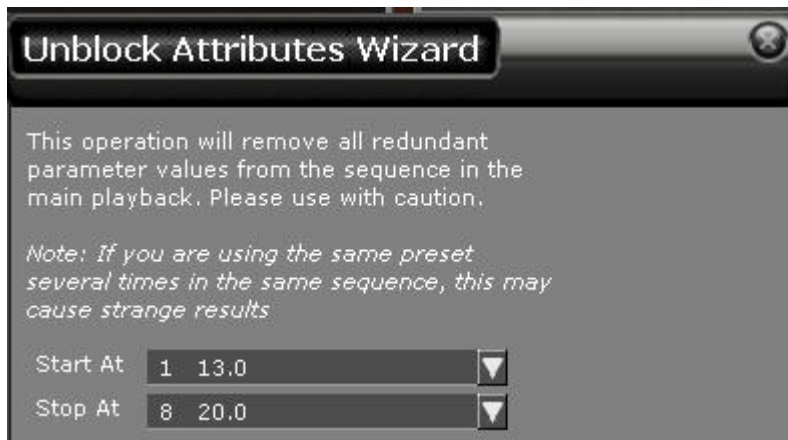 Unblock Attributes Wizard
This operation will remove all redundant
parameter values from the sequence in the
main playback. Please use with caution.
Note: If you are using the same preset
several times in the same sequence, this may
cause strange results
Start At 1 13.0
Stop At 8 20.0